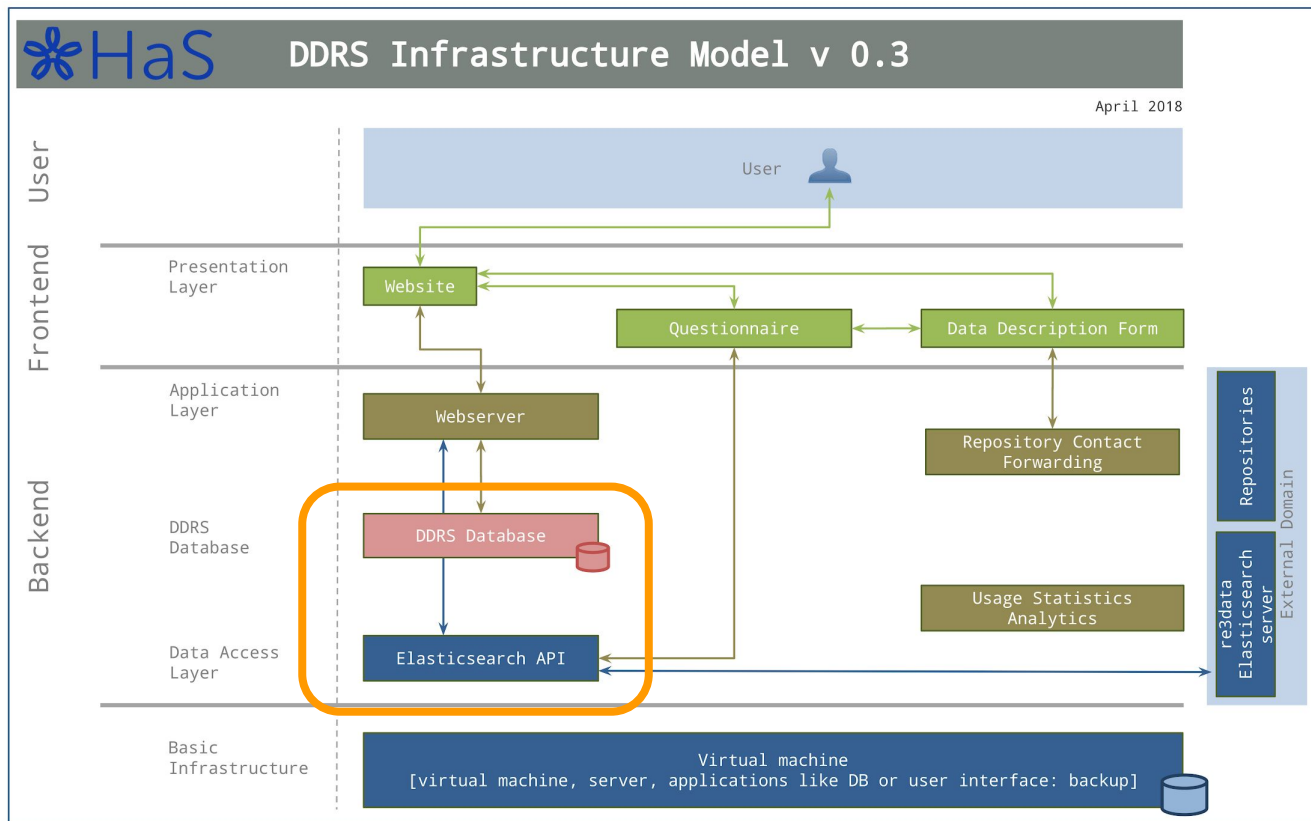 HaS
DDRS Infrastructure Model v 0.3
April 2018
User
User
Frontend
Presentation
Layer
Website
Questionnaire
Data Description Form
Backend
Application
Layer
Webserver
Repository Contact
Forwarding
Repositories
External Domain
DDRS
Database
DDRS Database
Usage Statistics
Analytics
re3data
Elasticsearch
server
Data Access
Layer
Elasticsearch API
Basic
Infrastructure
Virtual machine
[virtual machine, server, applications like DB or user interface: backup]